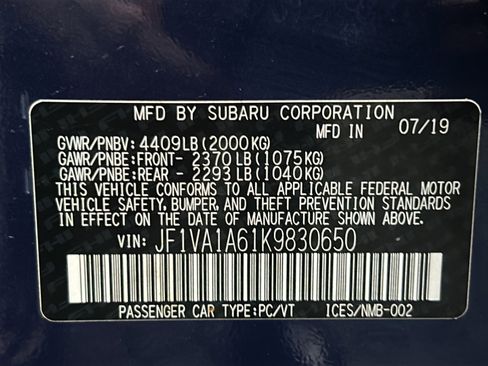 MFD BY SUBARU CORPORATION
MFD IN 07/19
GVWR/PNBV: 4409LB(2000KG)
GAWR/PNBE:FRONT- 2370LB(1075KG)
GAWR/PNBE:REAR - 2293LB(1040KG)
THIS VEHICLE CONFORMS TO ALL APPLICABLE FEDERAL MOTOR
VEHICLE SAFETY, BUMPER, AND THEFT PREVENTION STANDARDS
IN EFFECT ON THE DATE OF MANUFACTURE SHOWN ABOVE.
VIN: JF1VA1A61K9830650
PASSENGER CAR TYPE:PC/VT ICES/NMB-002